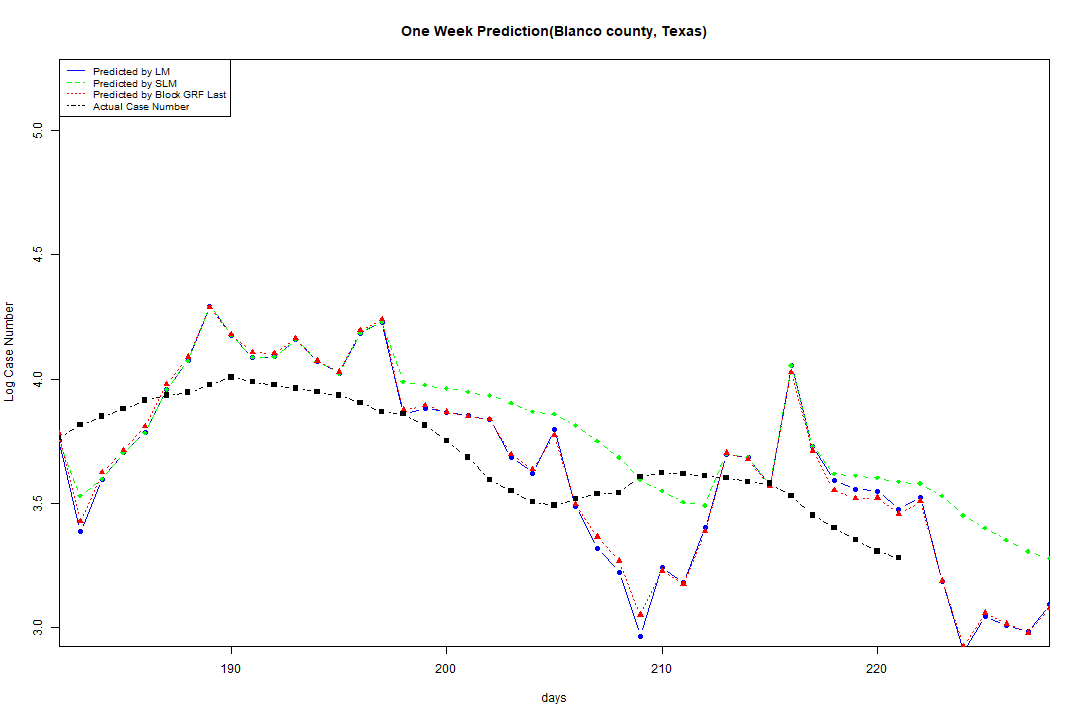 One Week Prediction(Blanco county, Texas)
Predicted by LM
Predicted by SLM
Predicted by Block GRF Last
Actual Case Number
5.0
4.5
4.0
3.5
3.0
Log Case Number
190
200
210
220
days